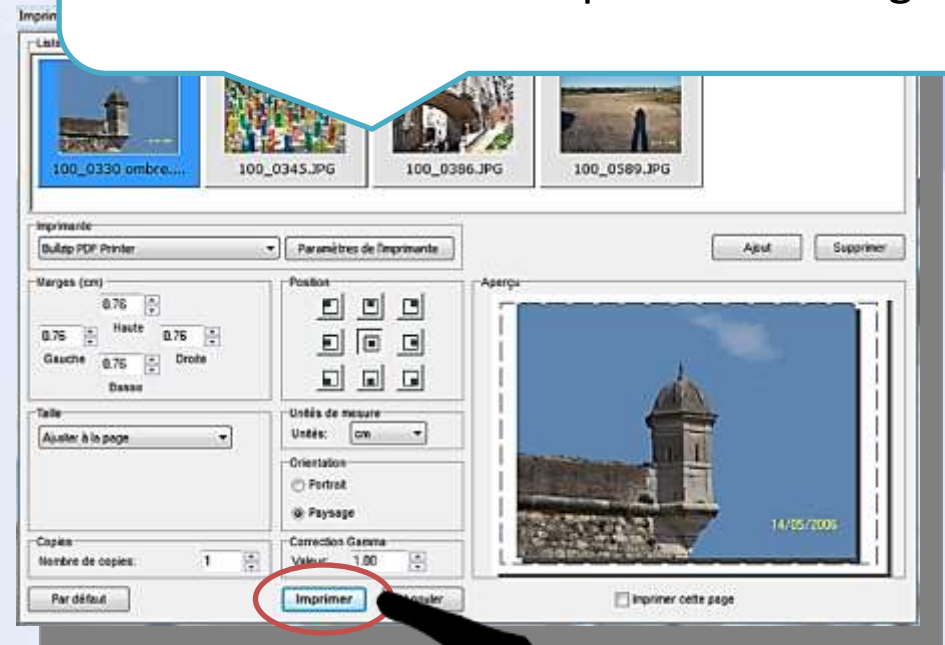 100_0330 ombre....
100_0345.JPG
100_0386.JPG
100_0589.JPG
Imprimante
Bullzip PDF Printer
Paramètres de l'imprimante
Ajout
Supprimer
Marges (cm)
0.76
Haute
0.76
0.76
Gauche
Droite
0.76
Basse
Position
Aperçu
14/05/2006
Taille
Ajuster à la page
Unités de mesure
Unités:
cm
Orientation
Portrait
Paysage
Copies
Nombre de copies:
1
Correction Gamma
Valeur:
1.00
Par défaut
Imprimer
Imprimer cette page